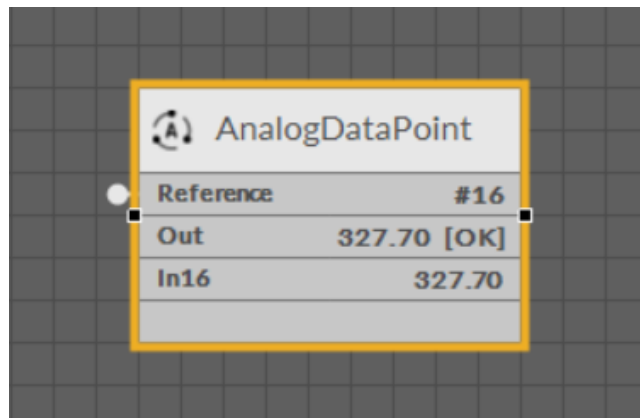 A AnalogDataPoint
Reference #16
Out 327.70 [OK]
In16 327.70